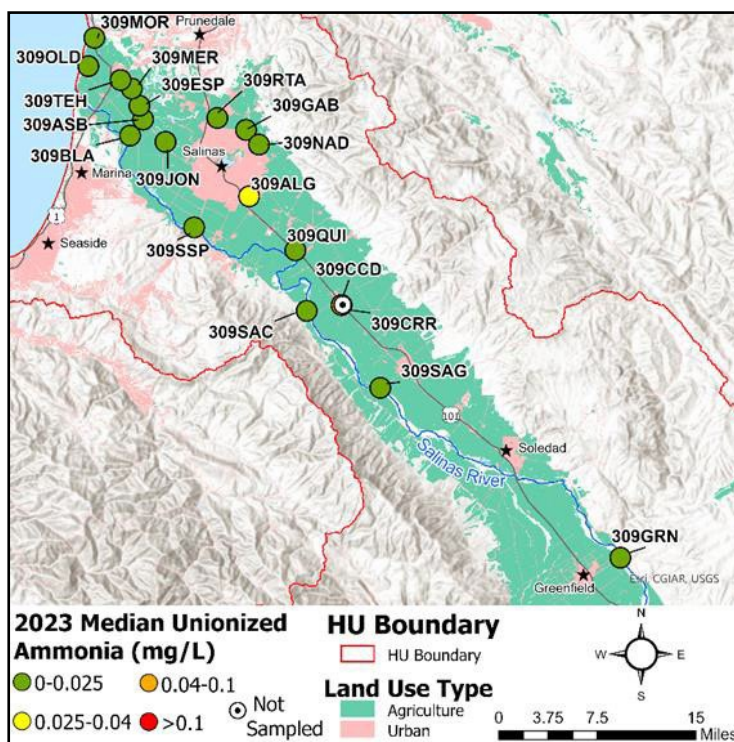 309MOR
Prunedale
309OLD
309MER
309ESP
309RTA
309TEH
309GAB
309ASB
309NAD
309BLA
Salinas
309JON
Marina
309ALG
1
Seaside
309SSP
309QUI
309CCD
309SAC
309CRR
309SAG
101
Soledad
Salinas River
309GRN
Esri, CGIAR, USGS
Greenfield
2023 Median Unionized
Ammonia (mg/L)
0-0.025
0.04-0.1
0.025-0.04
>0.1
Not
Sampled
HU Boundary
HU Boundary
Land Use Type
Agriculture
Urban
N
W
E
S
0 3.75 7.5 15
Miles